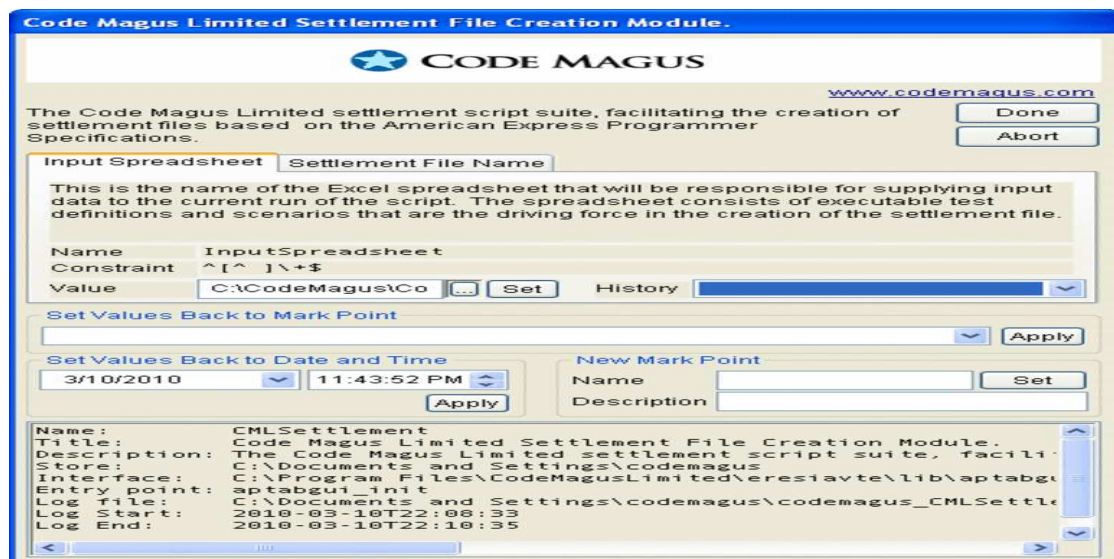 Code Magus Limited Settlement File Creation Module.
CODE MAGUS
www.codemagus.com
The Code Magus Limited settlement script suite, facilitating the creation of
settlement files based on the American Express Programmer
Specifications.
Done
Abort
Input Spreadsheet
Settlement File Name
This is the name of the Excel spreadsheet that will be responsible for supplying input
data to the current run of the script. The spreadsheet consists of executable test
definitions and scenarios that are the driving force in the creation of the settlement file.
Name InputSpreadsheet
Constraint ^[^ ]\+$
Value C:\CodeMagus\Co ... Set History
Set Values Back to Mark Point
Apply
Set Values Back to Date and Time
3/10/2010 11:43:52 PM
Apply
New Mark Point
Name Set
Description
Name: CMLSettlement
Title: Code Magus Limited Settlement File Creation Module.
Description: The Code Magus Limited settlement script suite, facili
Store: C:\Documents and Settings\codemagus
Interface: C:\Program Files\CodeMagusLimited\eresiavte\lib\aptabgu
Entry point: aptabgui_init
Log file: C:\Documents and Settings\codemagus\codemagus_CMLSettle
Log Start: 2010-03-10T22:08:33
Log End: 2010-03-10T22:10:35